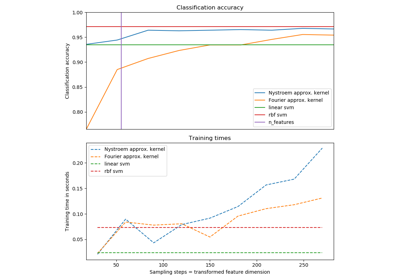 Classification accuracy
1.00
0.95
0.90
0.85
0.80
Classification accuracy
Nystroem approx. kernel
Fourier approx. kernel
linear svm
rbf svm
n_features
Training times
0.20
0.15
0.10
0.05
Training time in seconds
Nystroem approx. kernel
Fourier approx. kernel
linear svm
rbf svm
50 100 150 200 250
Sampling steps = transformed feature dimension